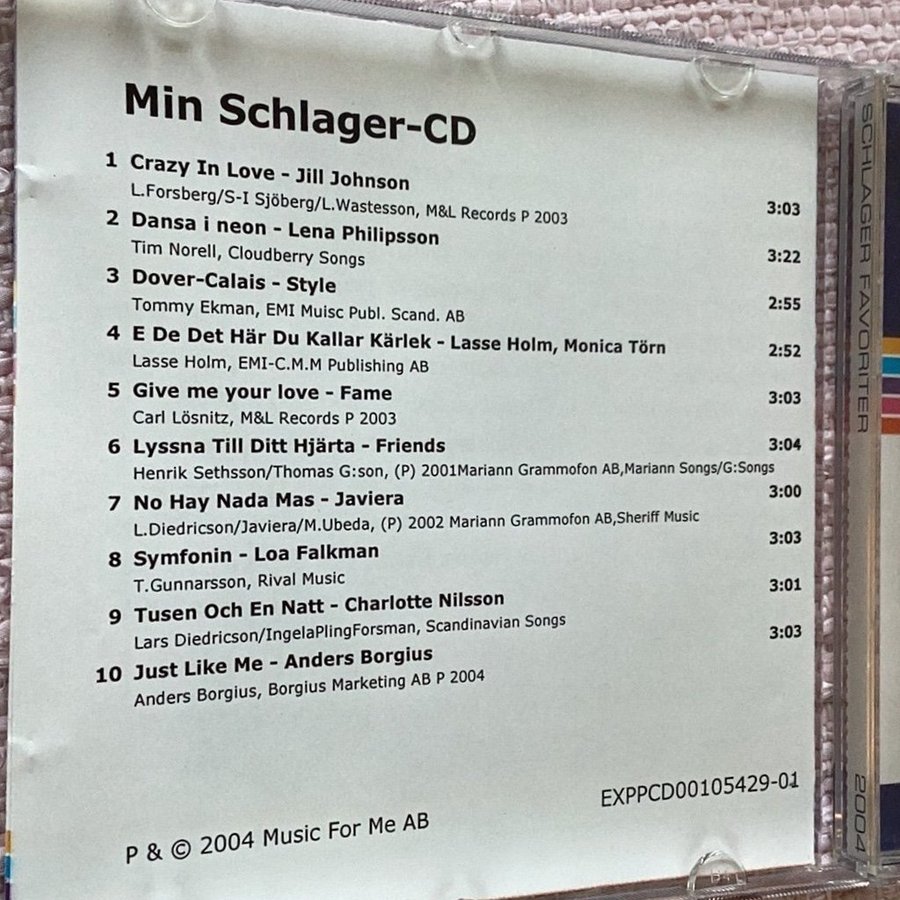 Min Schlager-CD
1 Crazy In Love - Jill Johnson
L.Forsberg/S-I Sjöberg/L.Wastesson, M&L Records P 2003 3:03
2 Dansa i neon - Lena Philipsson
Tim Norell, Cloudberry Songs 3:22
3 Dover-Calais - Style
Tommy Ekman, EMI Muisc Publ. Scand. AB 2:55
4 E De Det Här Du Kallar Kärlek - Lasse Holm, Monica Törn 2:52
Lasse Holm, EMI-C.M.M Publishing AB
5 Give me your love - Fame 3:03
Carl Lösnitz, M&L Records P 2003
6 Lyssna Till Ditt Hjärta - Friends 3:04
Henrik Sethsson/Thomas G:son, (P) 2001Mariann Grammofon AB,Mariann Songs/G:Songs
7 No Hay Nada Mas - Javiera 3:00
L.Diedricson/Javiera/M.Ubeda, (P) 2002 Mariann Grammofon AB,Sheriff Music
8 Symfonin - Loa Falkman 3:03
T.Gunnarsson, Rival Music
9 Tusen Och En Natt - Charlotte Nilsson 3:01
Lars Diedricson/IngelaPlingForsman, Scandinavian Songs
10 Just Like Me - Anders Borgius 3:03
Anders Borgius, Borgius Marketing AB P 2004
EXPPCD00105429-01
P & © 2004 Music For Me AB
SCHLAGER FAVORITER
2004